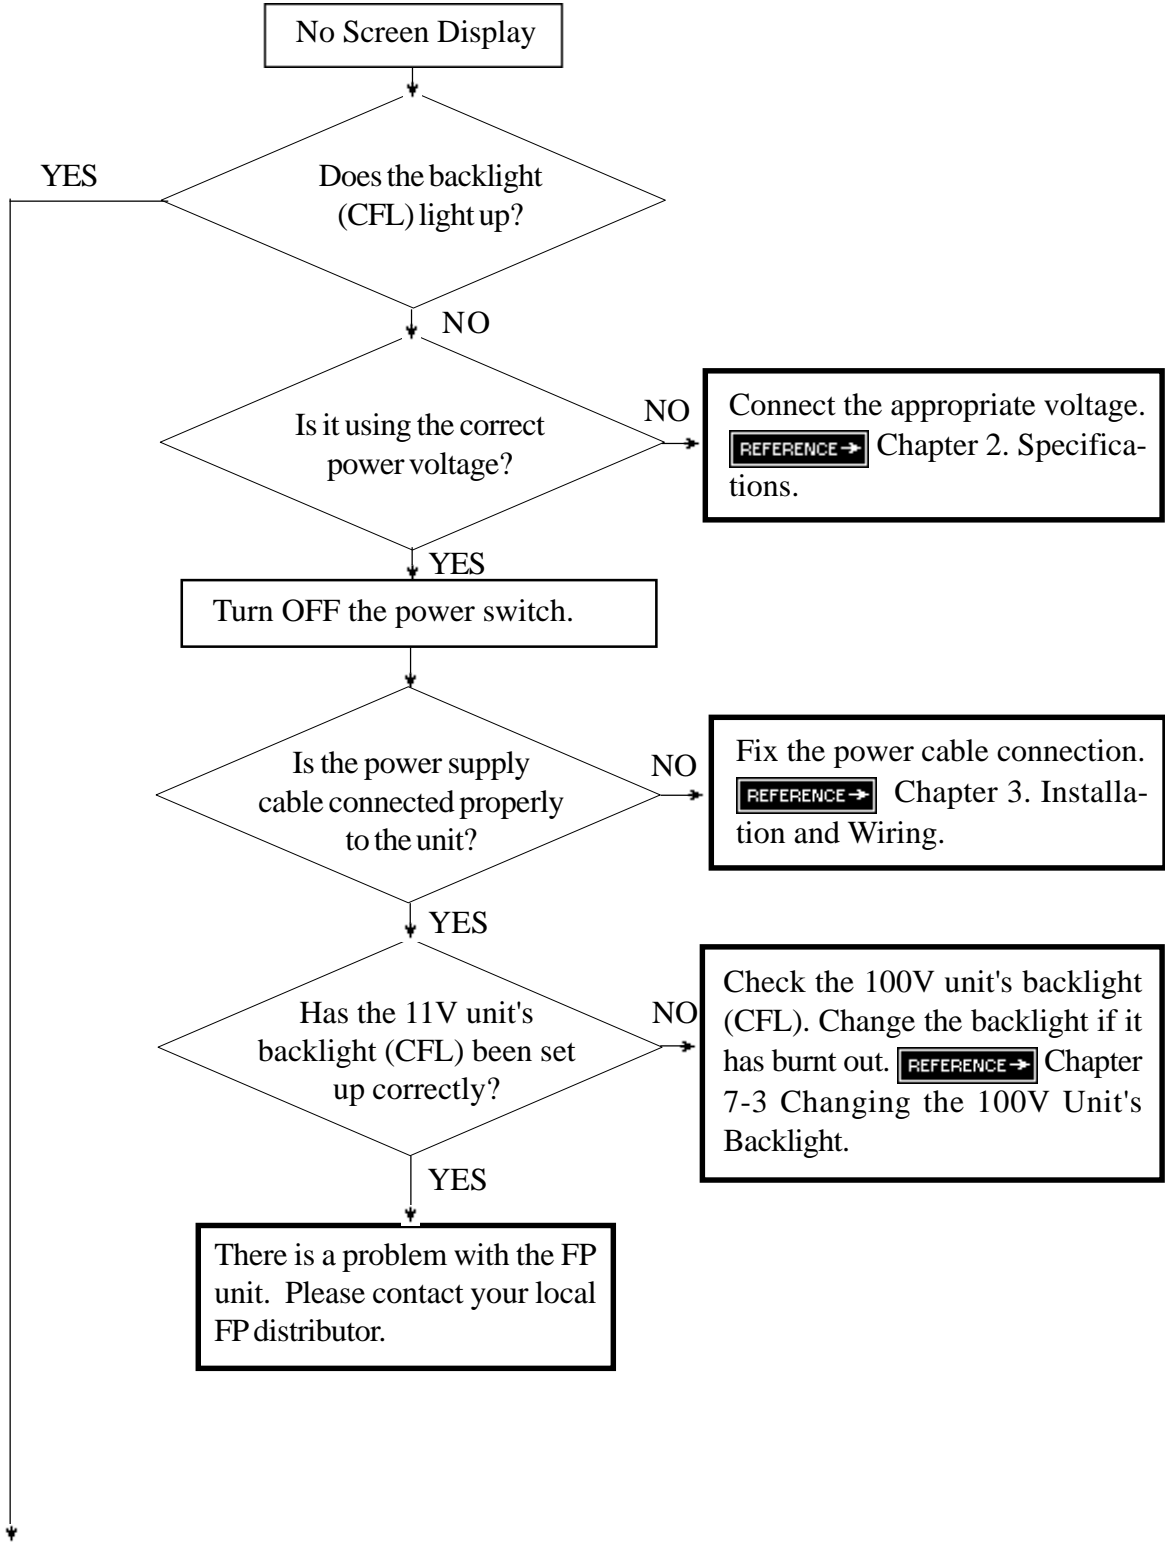 No Screen Display
YES
Does the backlight
(CFL) light up?
NO
Is it using the correct
power voltage?
NO
Connect the appropriate voltage.
REFERENCE→ Chapter 2. Specifica-
tions.
YES
Turn OFF the power switch.
Is the power supply
cable connected properly
to the unit?
NO
Fix the power cable connection.
REFERENCE→ Chapter 3. Installa-
tion and Wiring.
YES
Has the 11V unit's
backlight (CFL) been set
up correctly?
NO
Check the 100V unit's backlight
(CFL). Change the backlight if it
has burnt out. REFERENCE→ Chapter
7-3 Changing the 100V Unit's
Backlight.
YES
There is a problem with the FP
unit. Please contact your local
FP distributor.